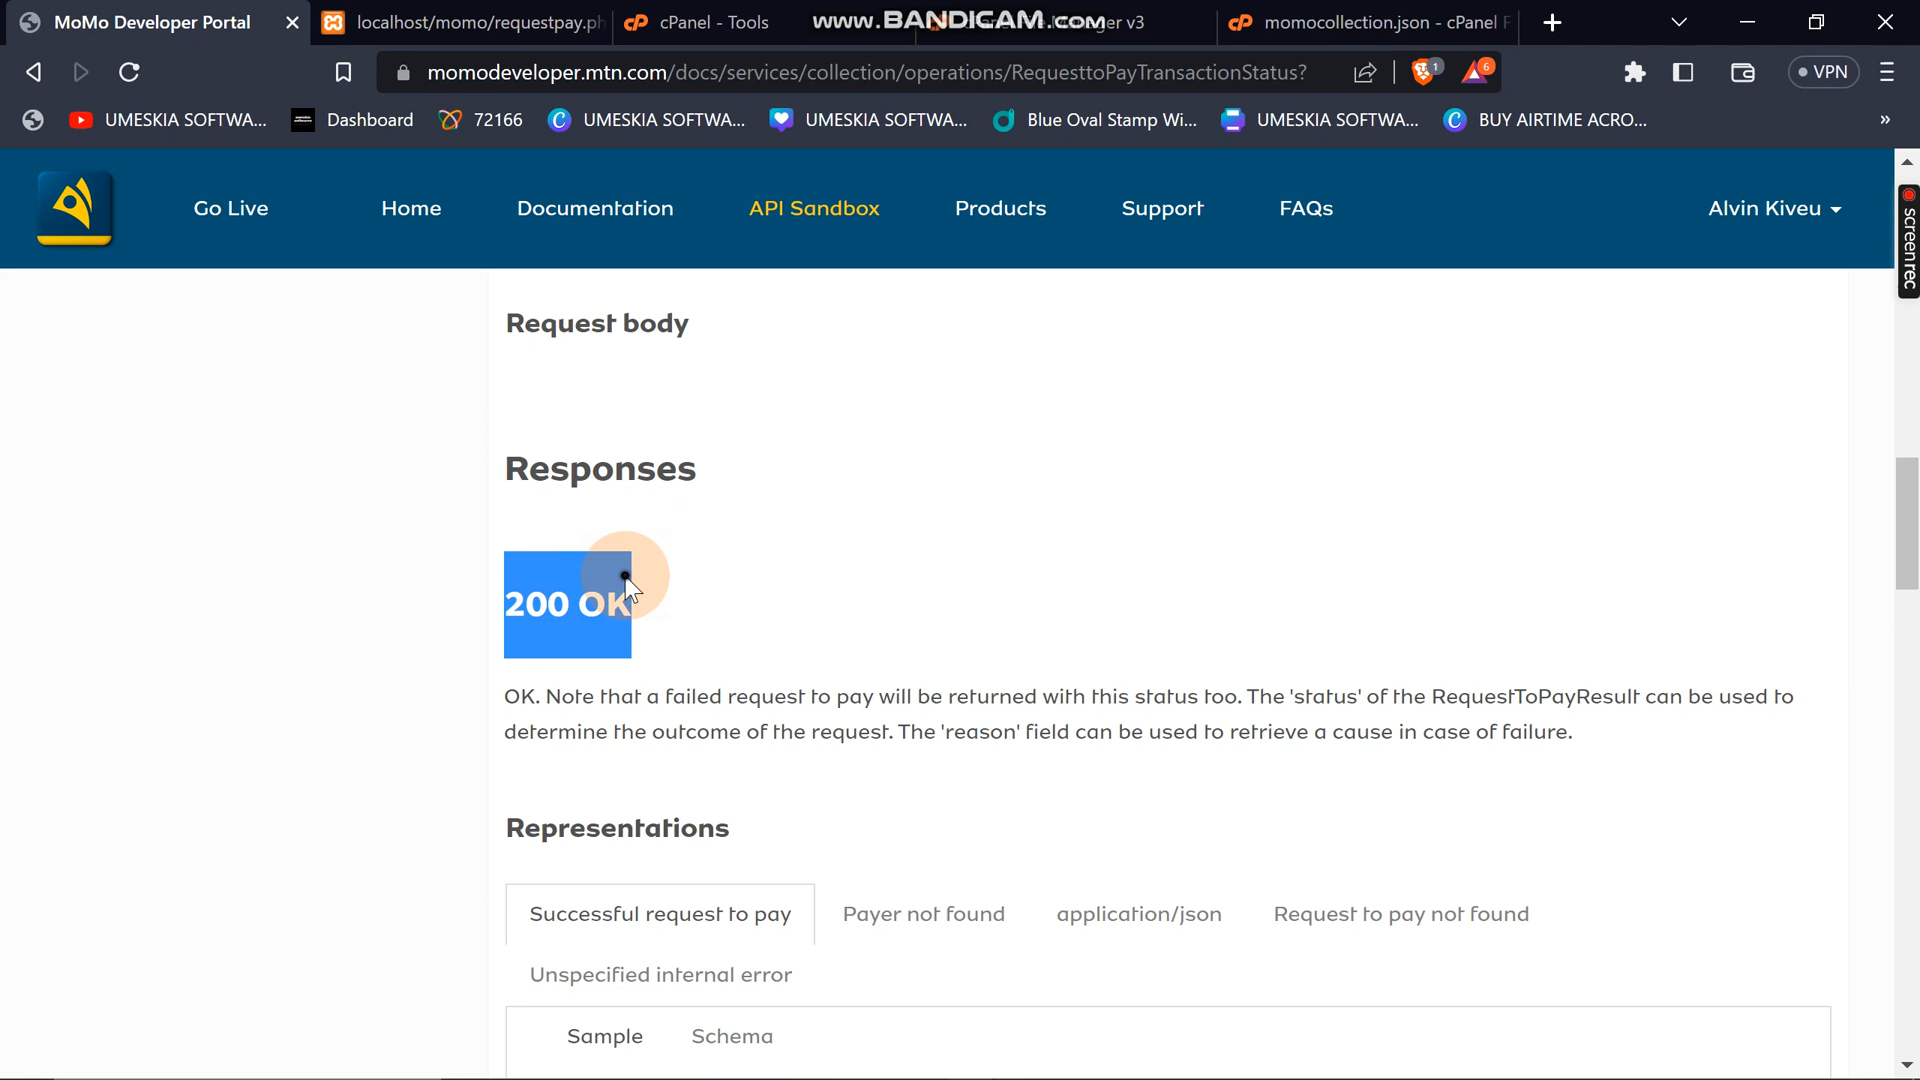 MoMo Developer Portal
localhost/momo/requestpay.ph
cPanel - Tools
www.BANDICAM.com
ger v3
momocollection.json - cPanel F
momodeveloper.mtn.com/docs/services/collection/operations/RequesttoPayTransactionStatus?
1
6
VPN
UMESKIA SOFTWA...
Dashboard
72166
UMESKIA SOFTWA...
UMESKIA SOFTWA...
Blue Oval Stamp Wi...
UMESKIA SOFTWA...
BUY AIRTIME ACRO...
»
Go Live
Home
Documentation
API Sandbox
Products
Support
FAQs
Alvin Kiveu
screenrec
Request body
Responses
200 OK
OK. Note that a failed request to pay will be returned with this status too. The 'status' of the RequestToPayResult can be used to
determine the outcome of the request. The 'reason' field can be used to retrieve a cause in case of failure.
Representations
Successful request to pay
Payer not found
application/json
Request to pay not found
Unspecified internal error
Sample
Schema